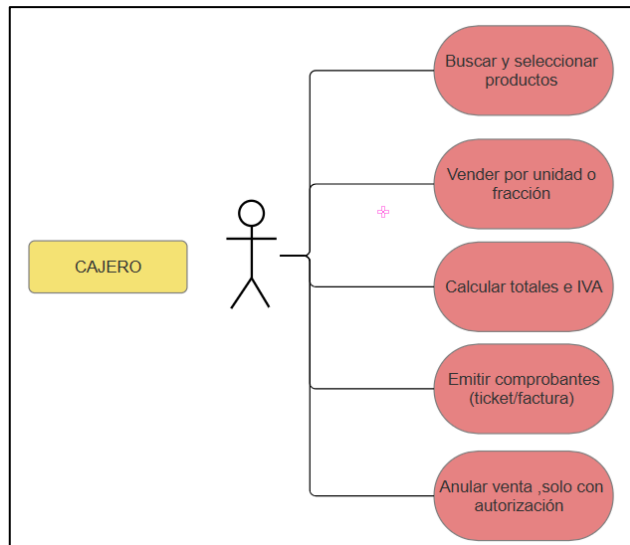 Buscar y seleccionar
productos
Vender por unidad o
fracción
CAJERO
Calcular totales e IVA
Emitir comprobantes
(ticket/factura)
Anular venta ,solo con
autorización